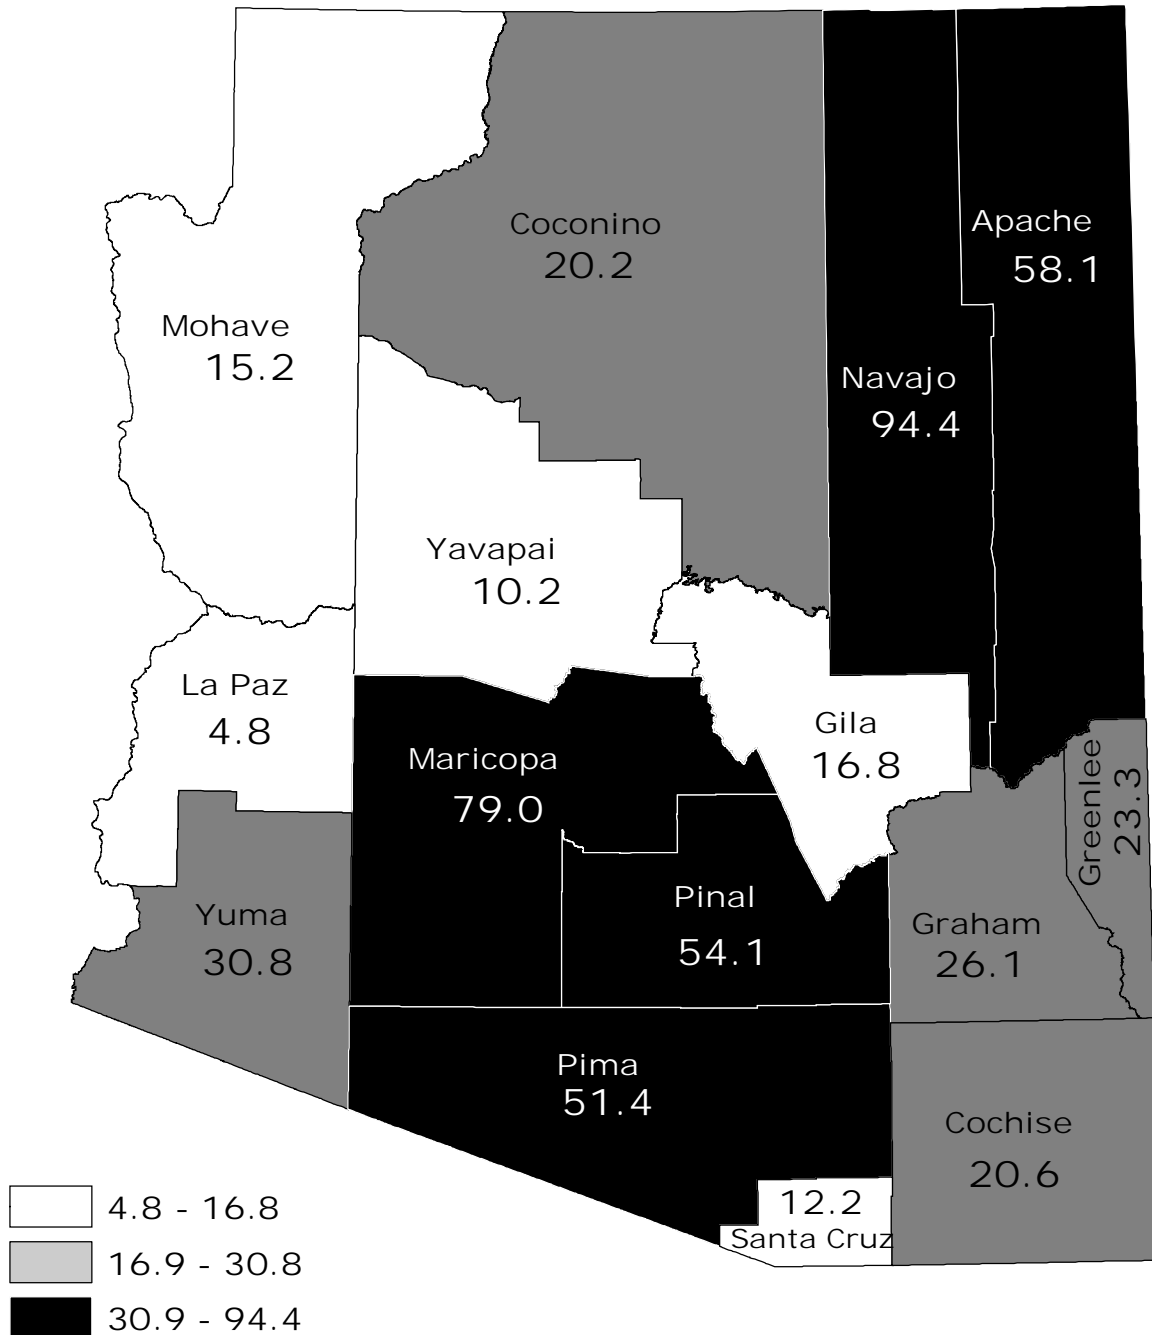 Coconino
20.2
Apache
58.1
Mohave
15.2
Navajo
94.4
Yavapai
10.2
La Paz
4.8
Gila
16.8
Maricopa
79.0
Greenlee
23.3
Pinal
54.1
Yuma
30.8
Graham
26.1
Pima
51.4
Cochise
20.6
12.2
Santa Cruz
4.8 - 16.8
16.9 - 30.8
30.9 - 94.4